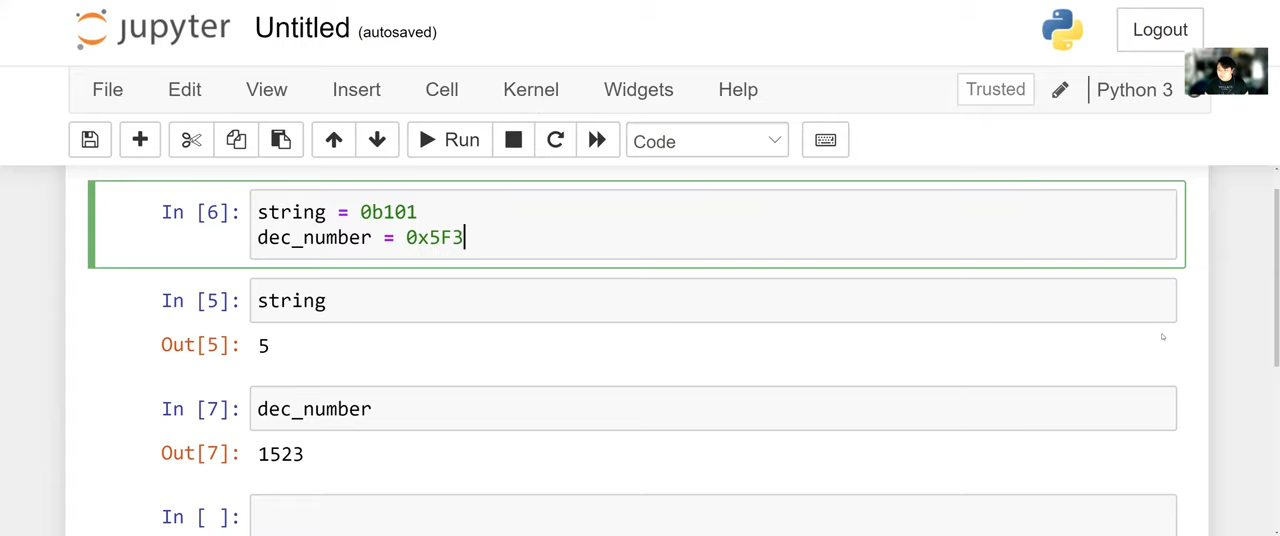 jupyter Untitled (autosaved) Logout
File Edit View Insert Cell Kernel Widgets Help Trusted Python 3
Run Code
In [6]: string = 0b101
dec_number = 0x5F3
In [5]: string
Out[5]: 5
In [7]: dec_number
Out[7]: 1523
In [ ]: